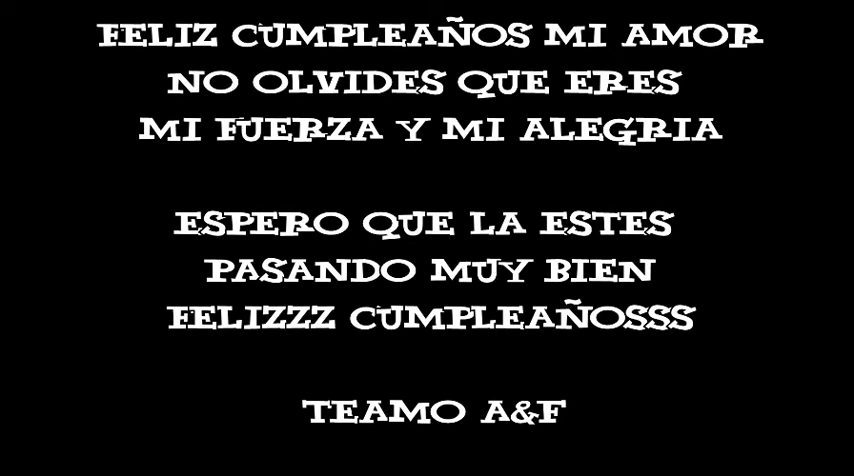 FELIZ CUMPLEAÑOS MI AMOR
NO OLVIDES QUE ERES
MI FUERZA Y MI ALEGRIA
ESPERO QUE LA ESTES
PASANDO MUY BIEN
FELIZZZ CUMPLEAÑOSSS
TEAMO A&F